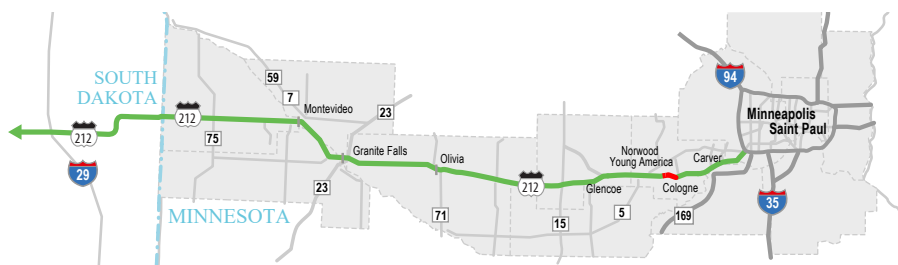 94
59
SOUTH
DAKOTA
7
Montevideo
23
Minneapolis
Saint Paul
212
212
75
Norwood
Young America
Carver
29
Granite Falls
Olivia
212
Glencoe
Cologne
23
MINNESOTA
71
15
5
169
35